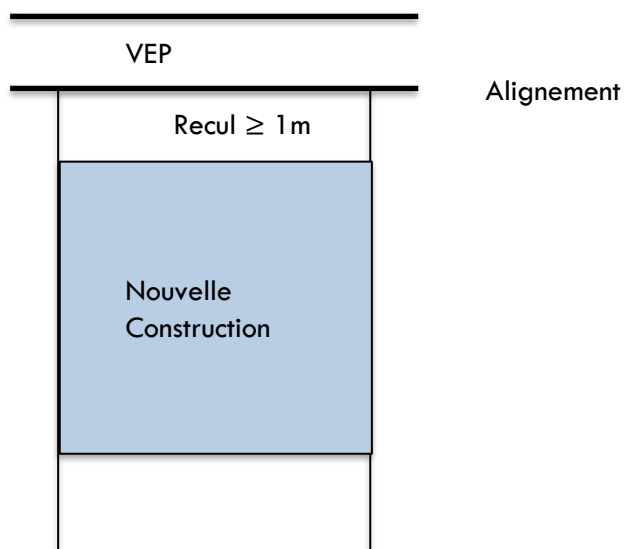 VEP
Alignement
Recul ≥ 1m
Nouvelle
Construction